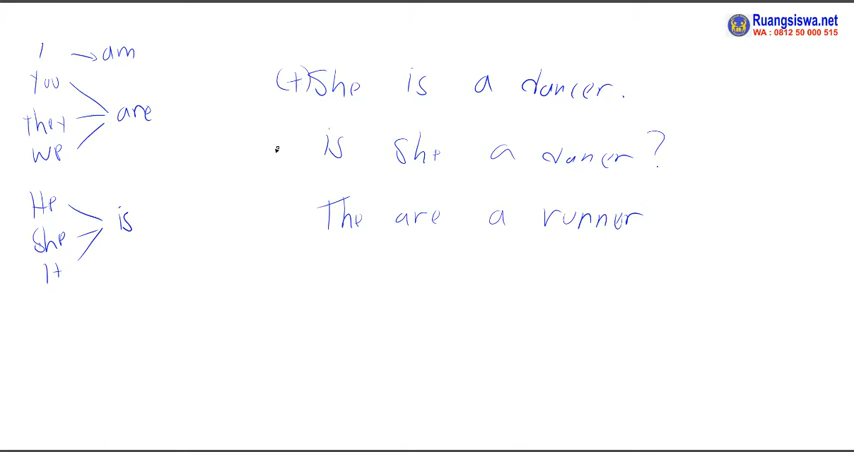 Ruangsiswa.net
WA : 0812 50 000 515
I → am
You
they
we
are
He
She
It
is
(+) She is a dancer.
is she a dancer ?
The are a runner